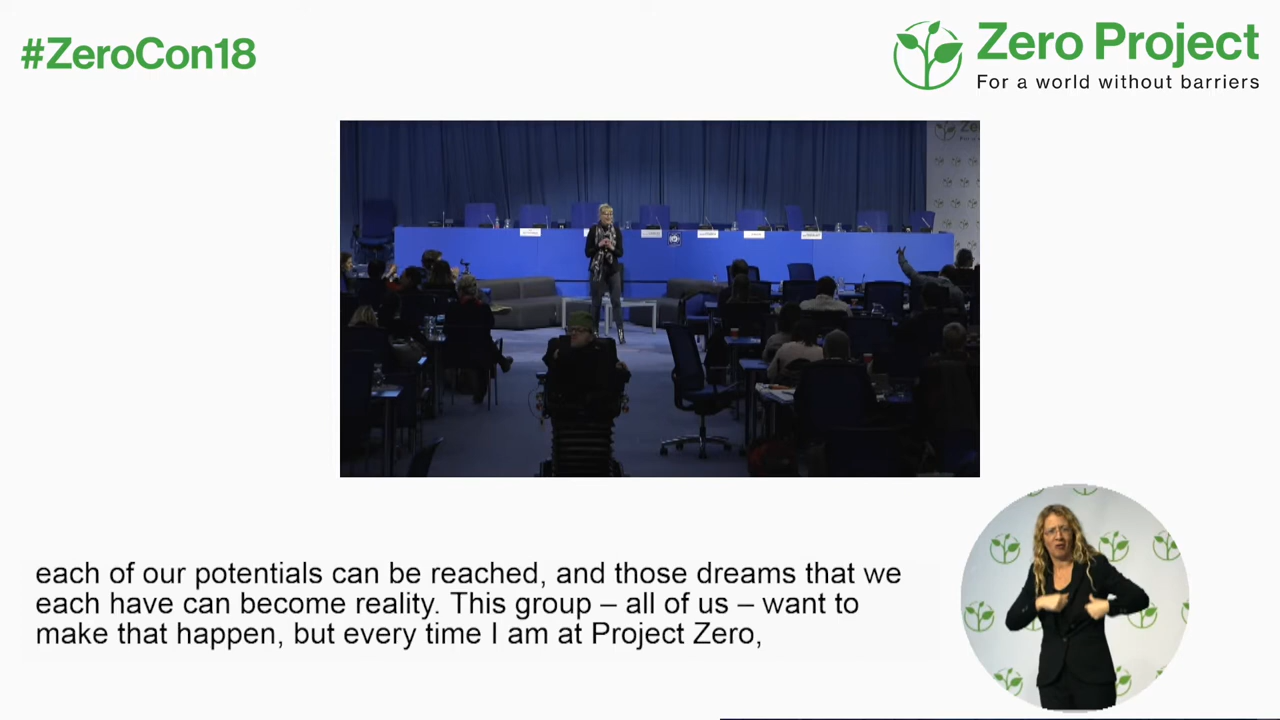 #ZeroCon18
Zero Project
For a world without barriers
each of our potentials can be reached, and those dreams that we
each have can become reality. This group – all of us – want to
make that happen, but every time I am at Project Zero,